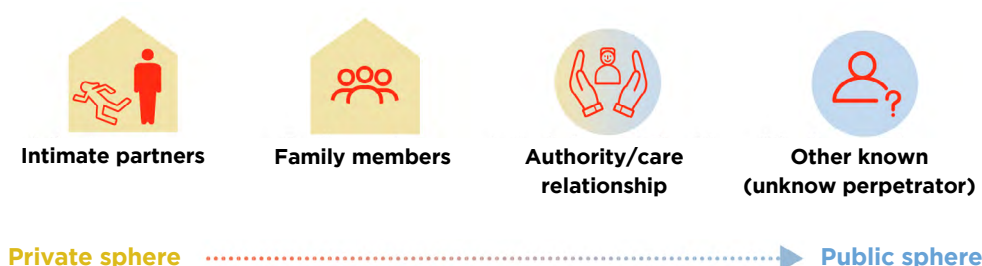 Intimate partners
Family members
Authority/care
relationship
Other known
(unknow perpetrator)
Private sphere
Public sphere